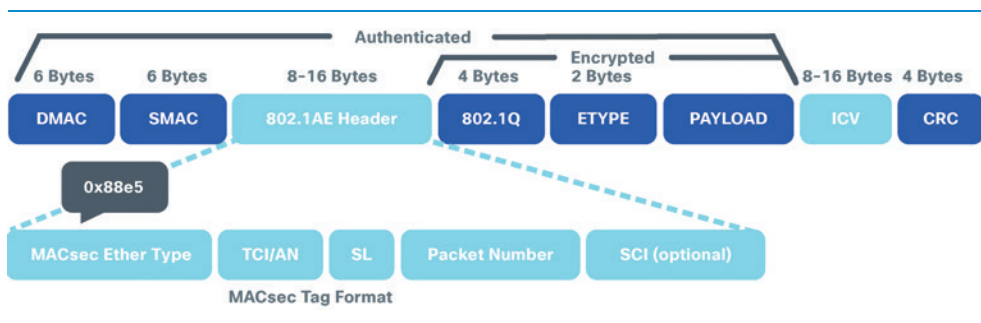 Authenticated
Encrypted
6 Bytes 6 Bytes 8-16 Bytes 4 Bytes 2 Bytes 8-16 Bytes 4 Bytes
DMAC SMAC 802.1AE Header 802.1Q ETYPE PAYLOAD ICV CRC
0x88e5
MACsec Ether Type TCI/AN SL Packet Number SCI (optional)
MACsec Tag Format